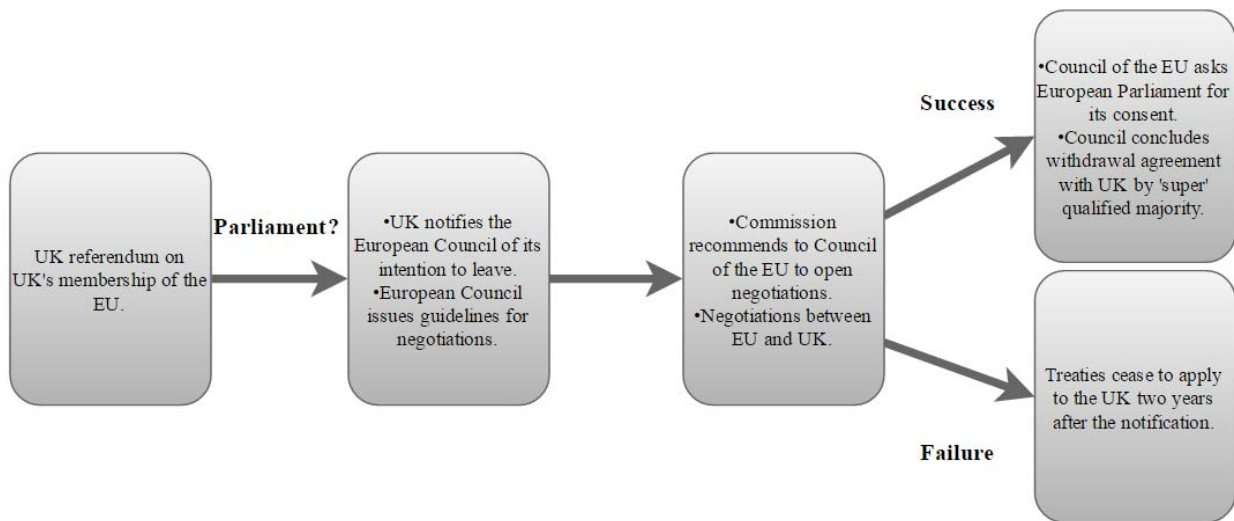 UK referendum on
UK's membership of the
EU.
Parliament?
•UK notifies the
European Council of its
intention to leave.
•European Council
issues guidelines for
negotiations.
•Commission
recommends to Council
of the EU to open
negotiations.
•Negotiations between
EU and UK.
Success
•Council of the EU asks
European Parliament for
its consent.
•Council concludes
withdrawal agreement
with UK by 'super'
qualified majority.
Failure
Treaties cease to apply
to the UK two years
after the notification.